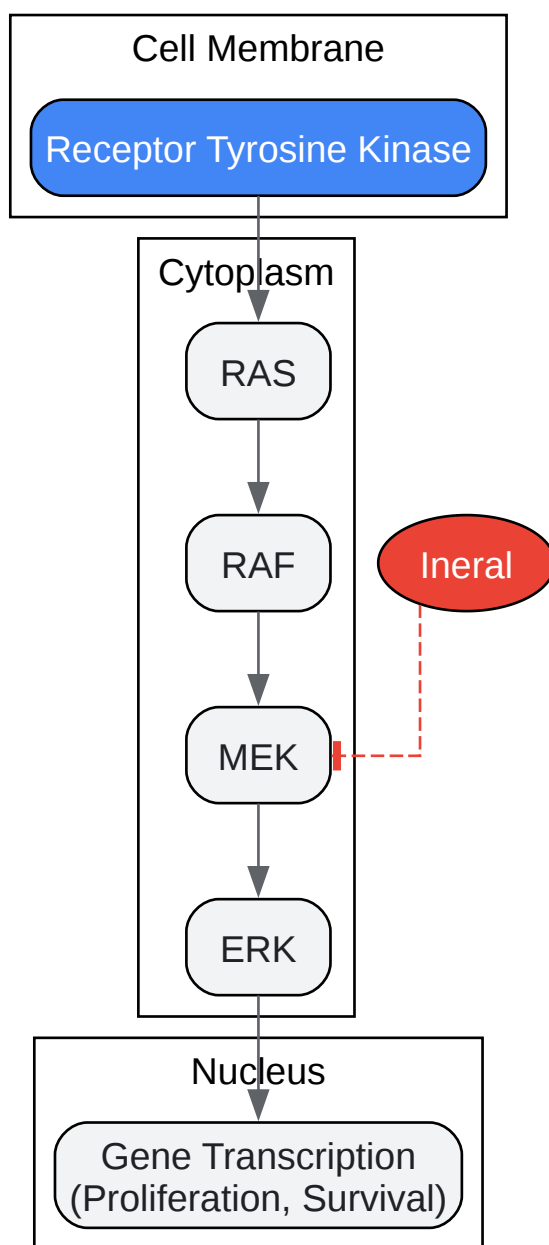 Cell Membrane
Receptor Tyrosine Kinase
Cytoplasm
RAS
RAF
Ineral
MEK
ERK
Nucleus
Gene Transcription
(Proliferation, Survival)